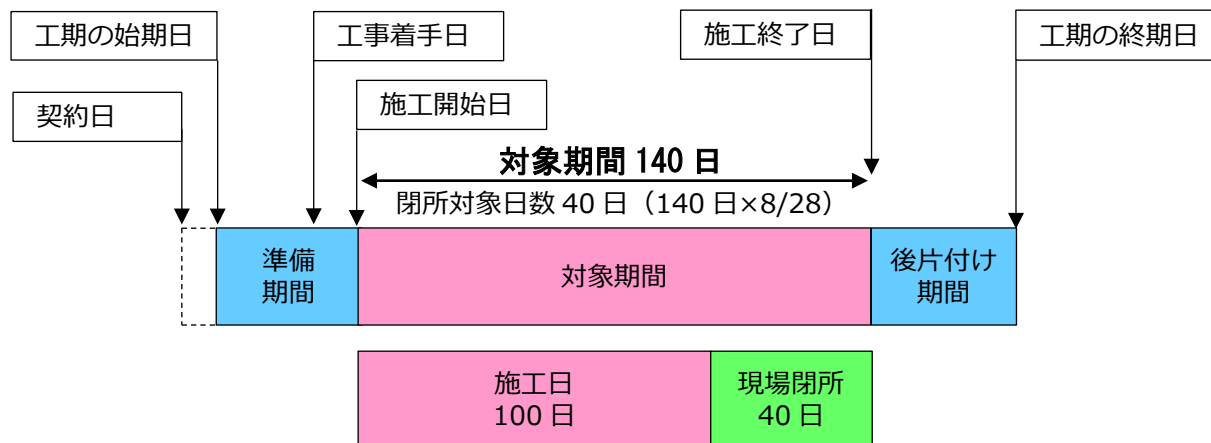 工期の始期日
工事着手日
施工終了日
工期の終期日
契約日
施工開始日
対象期間 140 日
閉所対象日数 40 日（140 日×8/28）
準備
期間
対象期間
後片付け
期間
施工日
100 日
現場閉所
40 日